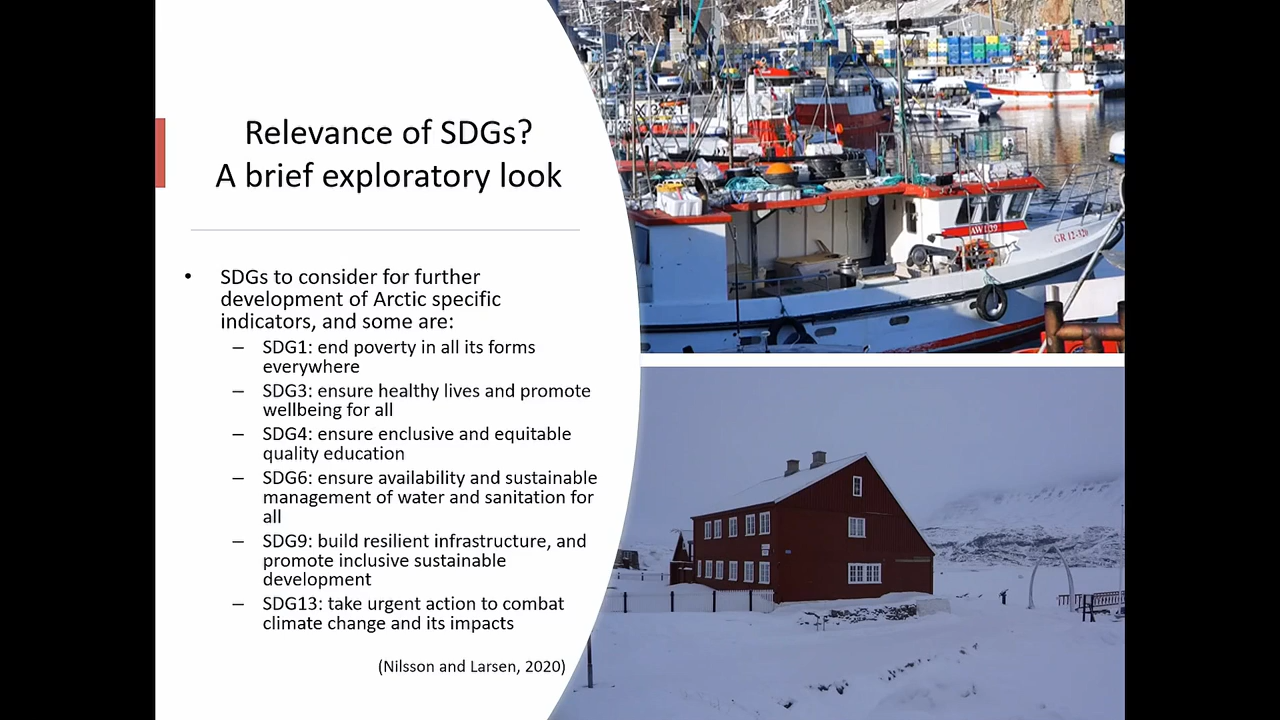 Relevance of SDGs?
A brief exploratory look
• SDGs to consider for further
development of Arctic specific
indicators, and some are:
– SDG1: end poverty in all its forms
everywhere
– SDG3: ensure healthy lives and promote
wellbeing for all
– SDG4: ensure enclusive and equitable
quality education
– SDG6: ensure availability and sustainable
management of water and sanitation for
all
– SDG9: build resilient infrastructure, and
promote inclusive sustainable
development
– SDG13: take urgent action to combat
climate change and its impacts
(Nilsson and Larsen, 2020)